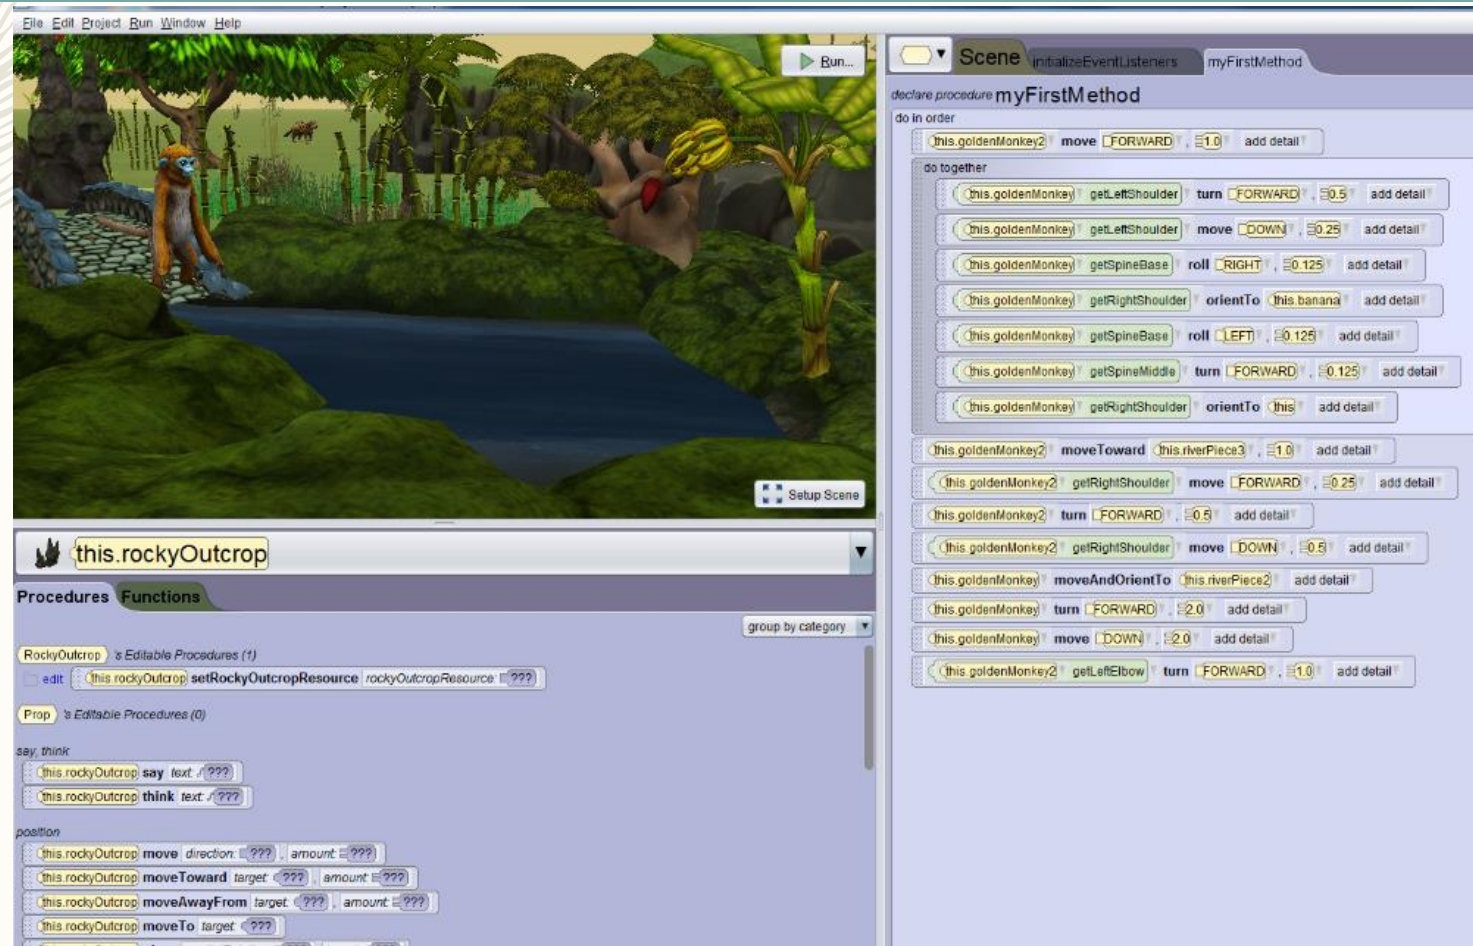 File Edit Project Run Window Help
Run...
Setup Scene
this.rockyOutcrop
Procedures Functions
group by category
RockyOutcrop 's Editable Procedures (1)
edit this.rockyOutcrop setRockyOutcropResource rockyOutcropResource: ???
Prop 's Editable Procedures (0)
say, think
this.rockyOutcrop say text: ???
this.rockyOutcrop think text: ???
position
this.rockyOutcrop move direction: ??? , amount: ???
this.rockyOutcrop moveToward target: ??? , amount: ???
this.rockyOutcrop moveAwayFrom target: ??? , amount: ???
this.rockyOutcrop moveTo target: ???
Scene initializeEventListeners myFirstMethod
declare procedure myFirstMethod
do in order
this.goldenMonkey2 move FORWARD , 1.0 add detail
do together
this.goldenMonkey getLeftShoulder turn FORWARD , 0.5 add detail
this.goldenMonkey getLeftShoulder move DOWN , 0.25 add detail
this.goldenMonkey getSpineBase roll RIGHT , 0.125 add detail
this.goldenMonkey getRightShoulder orientTo this.banana add detail
this.goldenMonkey getSpineBase roll LEFT , 0.125 add detail
this.goldenMonkey getSpineMiddle turn FORWARD , 0.125 add detail
this.goldenMonkey getRightShoulder orientTo this add detail
this.goldenMonkey2 moveToward this.riverPiece3 , 1.0 add detail
this.goldenMonkey2 getRightShoulder move FORWARD , 0.25 add detail
this.goldenMonkey2 turn FORWARD , 0.5 add detail
this.goldenMonkey2 getRightShoulder move DOWN , 0.5 add detail
this.goldenMonkey moveAndOrientTo this.riverPiece2 add detail
this.goldenMonkey turn FORWARD , 2.0 add detail
this.goldenMonkey move DOWN , 2.0 add detail
this.goldenMonkey2 getLeftElbow turn FORWARD , 1.0 add detail